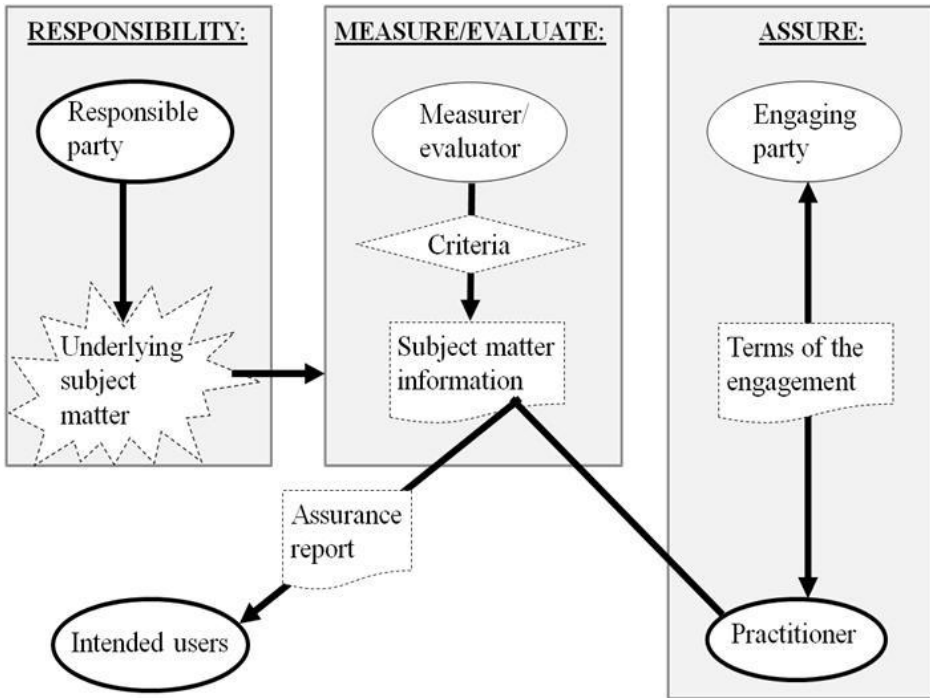 RESPONSIBILITY:
Responsible
party
Underlying
subject
matter
MEASURE/EVALUATE:
Measurer/
evaluator
Criteria
Subject matter
information
ASSURE:
Engaging
party
Terms of the
engagement
Practitioner
Assurance
report
Intended users